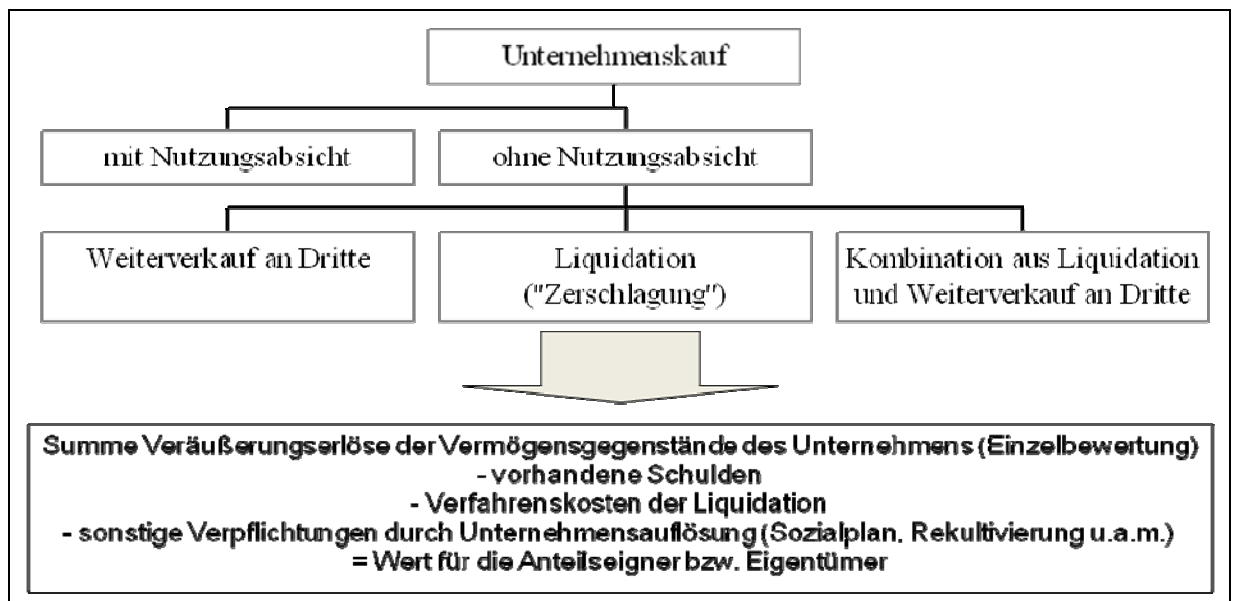 Unternehmenskauf
mit Nutzungsabsicht
ohne Nutzungsabsicht
Weiterverkauf an Dritte
Liquidation
("Zerschlagung")
Kombination aus Liquidation
und Weiterverkauf an Dritte
Summe Veräußerungserlöse der Vermögensgegenstände des Unternehmens (Einzelbewertung)
- vorhandene Schulden
- Verfahrenskosten der Liquidation
- sonstige Verpflichtungen durch Unternehmensauflösung (Sozialplan, Rekultivierung u.a.m.)
= Wert für die Anteilseigner bzw. Eigentümer